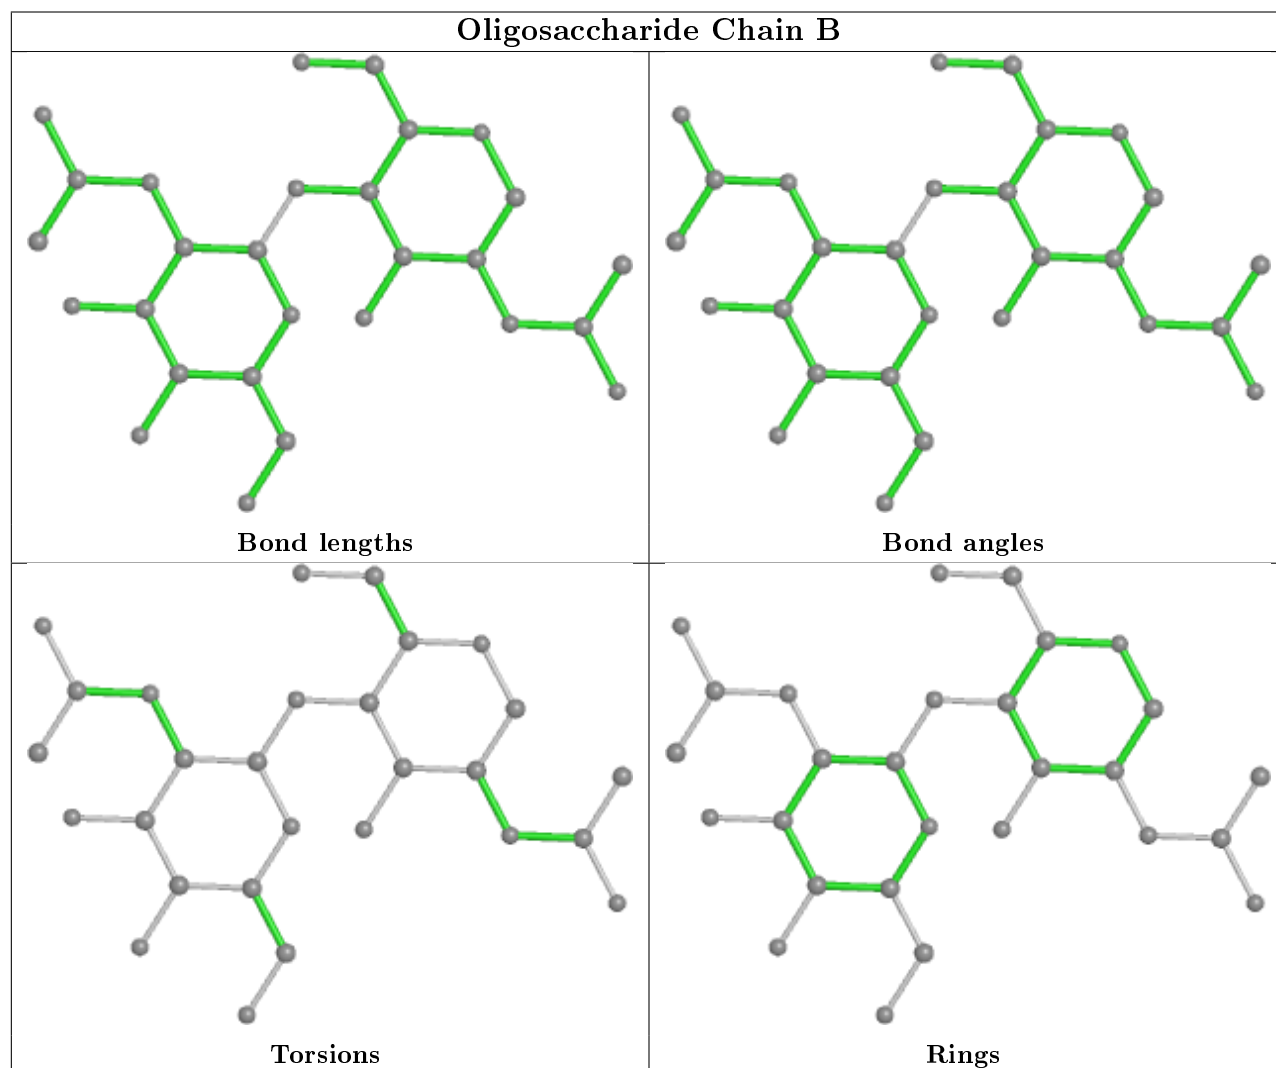 Oligosaccharide Chain B
Bond lengths
Bond angles
Torsions
Rings